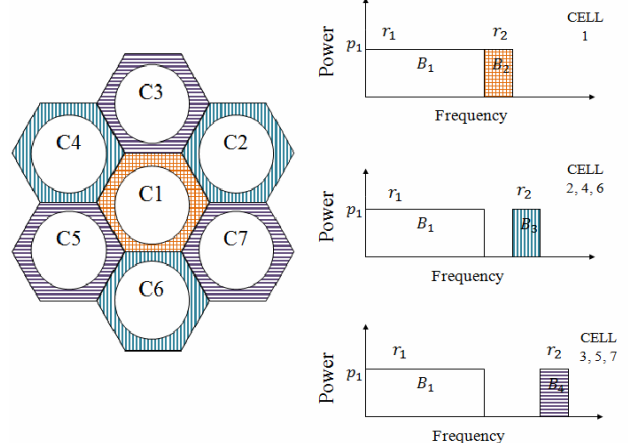 C3
C4
C2
C1
C5
C7
C6
Power
p₁
r₁
r₂
CELL
1
B₁
B₂
Frequency
Power
p₁
r₁
r₂
CELL
2, 4, 6
B₁
B₃
Frequency
Power
p₁
r₁
r₂
CELL
3, 5, 7
B₁
B₄
Frequency